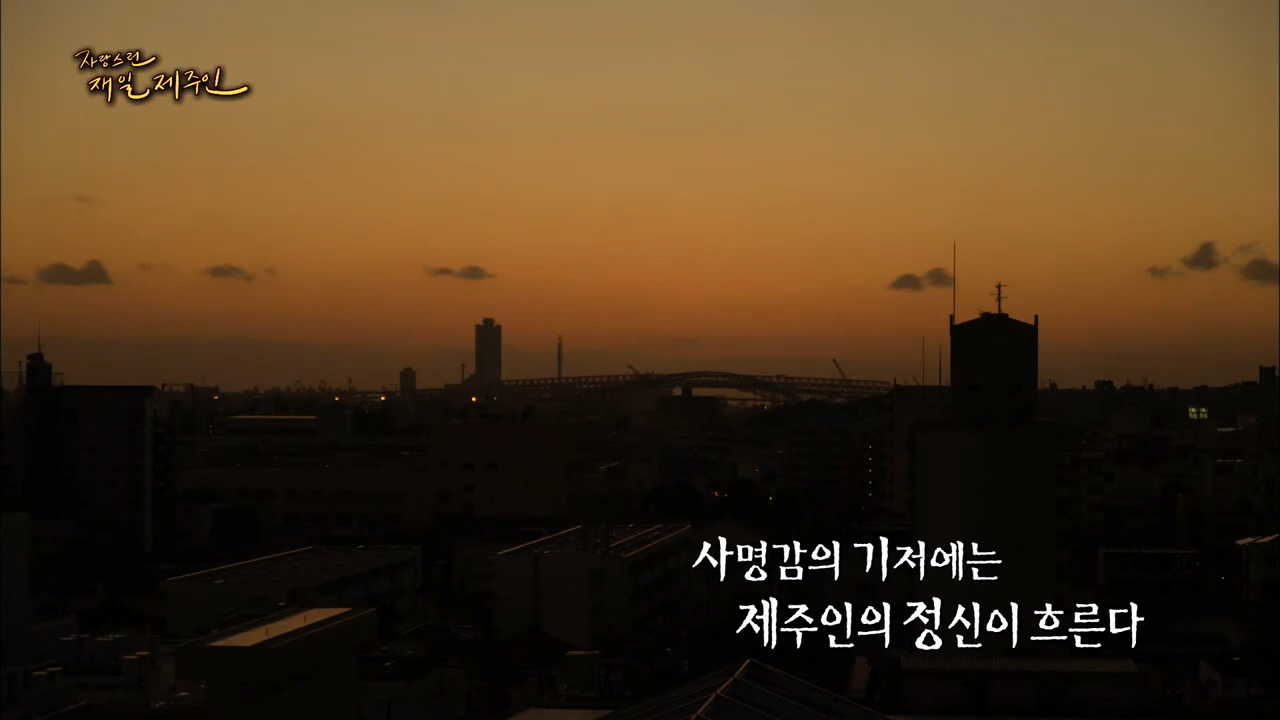 자랑스런
재일제주인
사명감의 기저에는
제주인의 정신이 흐른다